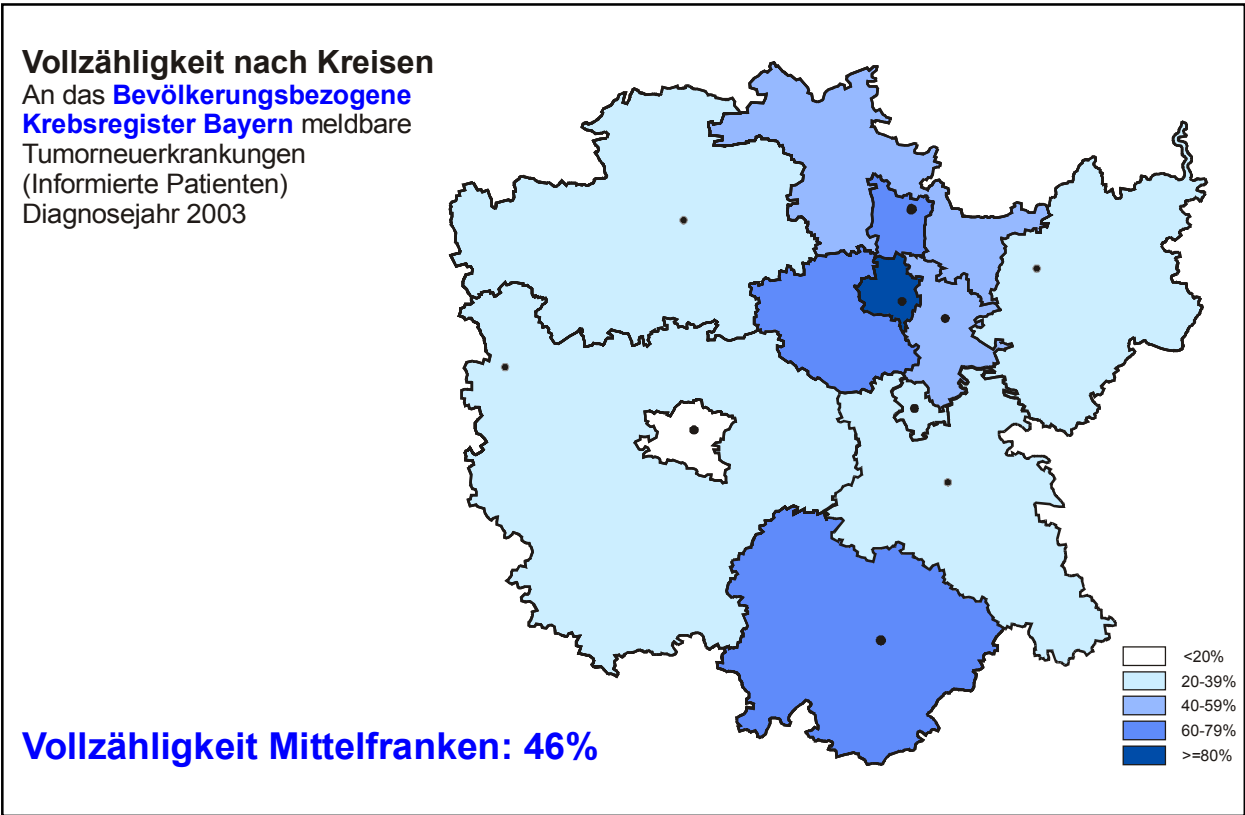 Vollzähligkeit nach Kreisen
An das Bevölkerungsbezogene
Krebsregister Bayern meldbare
Tumorneuerkrankungen
(Informierte Patienten)
Diagnosejahr 2003
<20%
20-39%
40-59%
60-79%
>=80%
Vollzähligkeit Mittelfranken: 46%